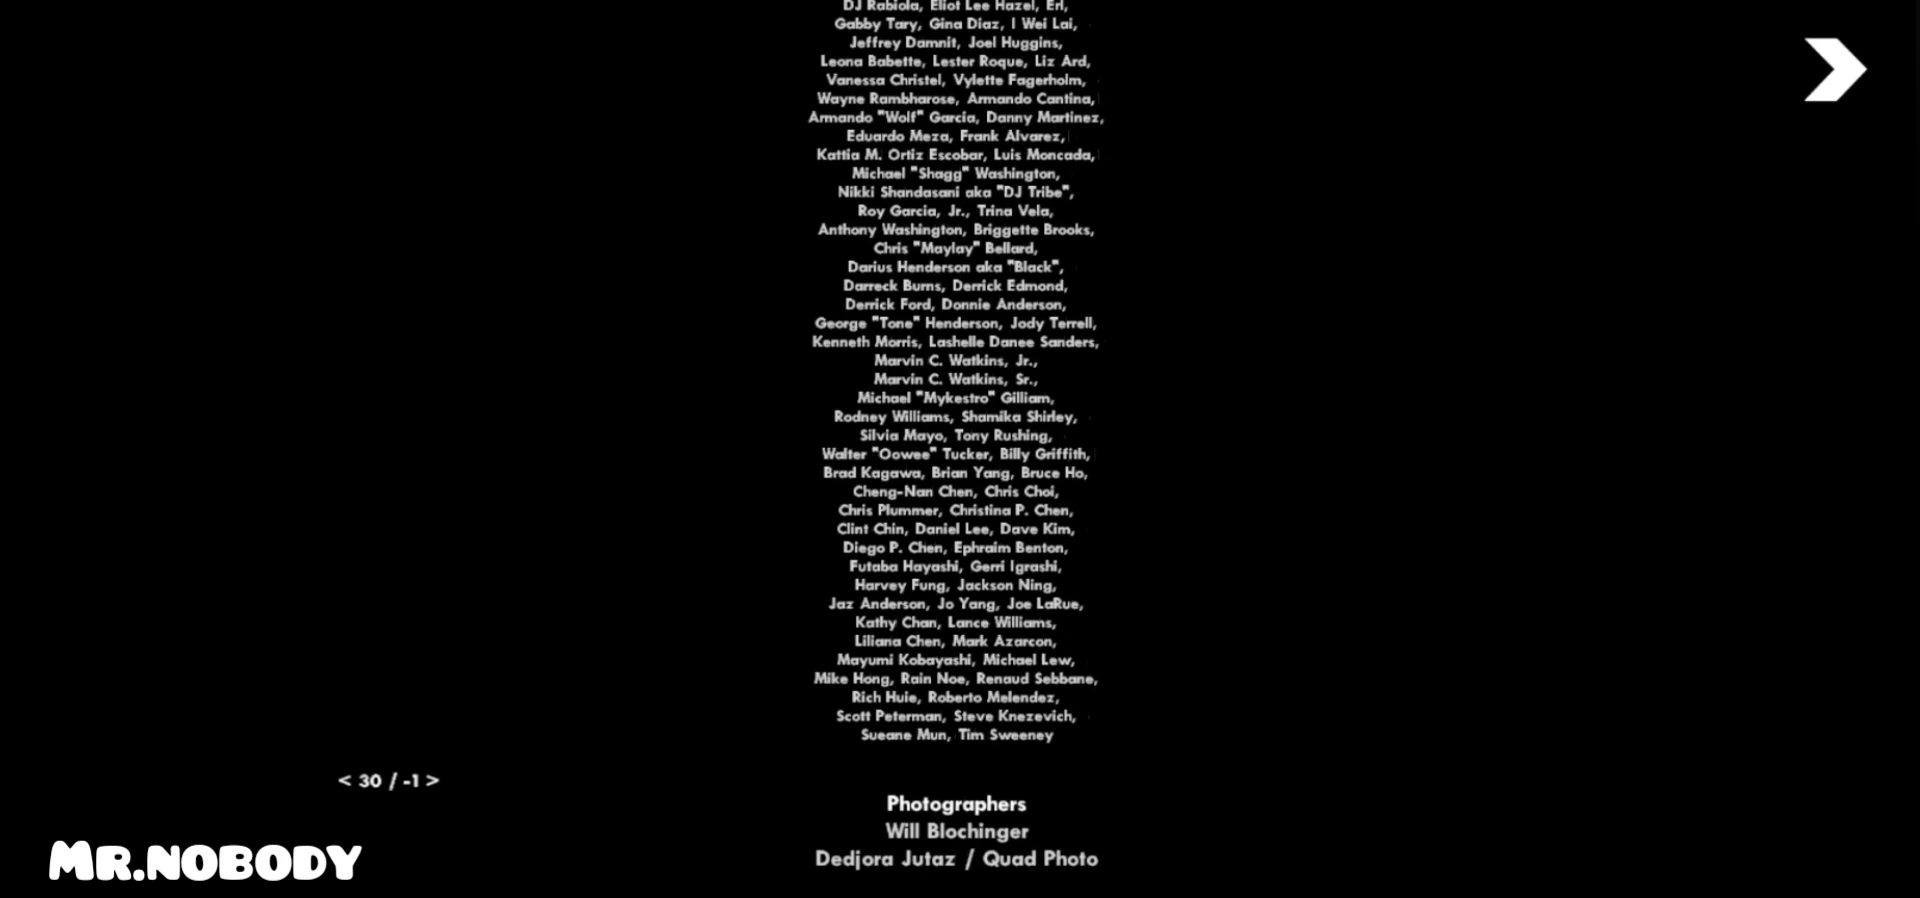 DJ Rabiola, Eliot Lee Hazel, Erl,
Gabby Tary, Gina Diaz, I Wei Lai,
Jeffrey Damnit, Joel Huggins,
Leona Babette, Lester Roque, Liz Ard,
Vanessa Christel, Vylette Fagerholm,
Wayne Rambharose, Armando Cantina,
Armando "Wolf" Garcia, Danny Martinez,
Eduardo Meza, Frank Alvarez,
Kattia M. Ortiz Escobar, Luis Moncada,
Michael "Shagg" Washington,
Nikki Shandasani aka "DJ Tribe",
Roy Garcia, Jr., Trina Vela,
Anthony Washington, Briggette Brooks,
Chris "Maylay" Bellard,
Darius Henderson aka "Black",
Darreck Burns, Derrick Edmond,
Derrick Ford, Donnie Anderson,
George "Tone" Henderson, Jody Terrell,
Kenneth Morris, Lashelle Danee Sanders,
Marvin C. Watkins, Jr.,
Marvin C. Watkins, Sr.,
Michael "Mykestro" Gilliam,
Rodney Williams, Shamika Shirley,
Silvia Mayo, Tony Rushing,
Walter "Oowee" Tucker, Billy Griffith,
Brad Kagawa, Brian Yang, Bruce Ho,
Cheng-Nan Chen, Chris Choi,
Chris Plummer, Christina P. Chen,
Clint Chin, Daniel Lee, Dave Kim,
Diego P. Chen, Ephraim Benton,
Futaba Hayashi, Gerri Igrashi,
Harvey Fung, Jackson Ning,
Jaz Anderson, Jo Yang, Joe LaRue,
Kathy Chan, Lance Williams,
Liliana Chen, Mark Azarcon,
Mayumi Kobayashi, Michael Lew,
Mike Hong, Rain Noe, Renaud Sebbane,
Rich Huie, Roberto Melendez,
Scott Peterman, Steve Knezevich,
Sueane Mun, Tim Sweeney
< 30 / -1 >
Photographers
Will Blochinger
Dedjora Jutaz / Quad Photo
MR.NOBODY